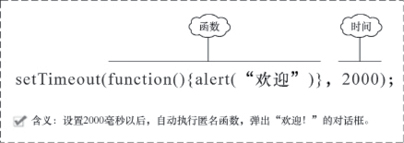 函数 时间
setTimeout(function(){alert(“欢迎”)}, 2000);
含义：设置2000毫秒以后，自动执行匿名函数，弹出“欢迎！”的对话框。